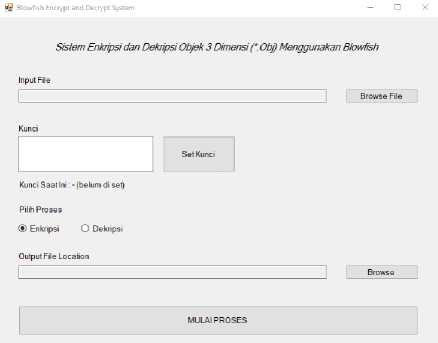 Blowfish Encrypt and Decrypt System
Sistem Enkripsi dan Dekripsi Objek 3 Dimensi (*.Obj) Menggunakan Blowfish
Input File
Browse File
Kunci
Set Kunci
Kunci Saat Ini : - (belum di set)
Pilih Proses
Enkripsi Dekripsi
Output File Location
Browse
MULAI PROSES